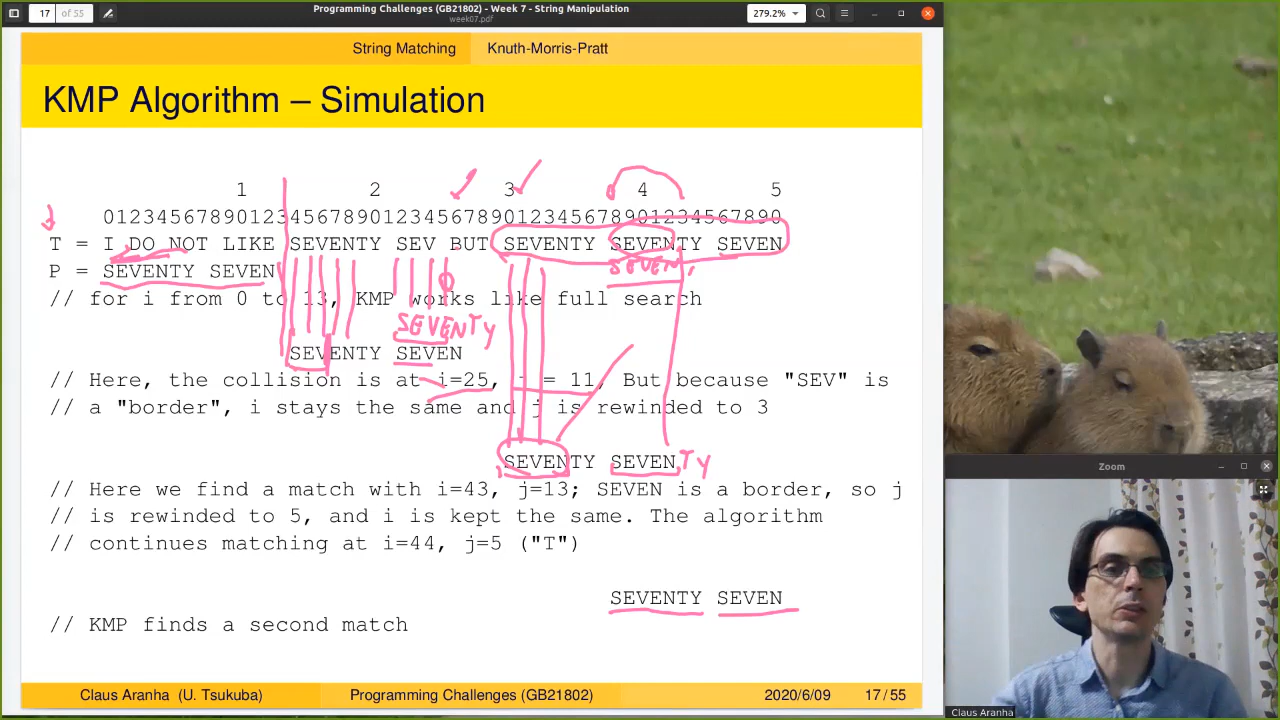 17 of 55
Programming Challenges (GB21802) - Week 7 - String Manipulation
week07.pdf
279.2%
String Matching Knuth-Morris-Pratt
KMP Algorithm – Simulation
1 2 3 4 5
012345678901234567890123456789012345678901234567890
T = I DO NOT LIKE SEVENTY SEV BUT SEVENTY SEVENTY SEVEN
P = SEVENTY SEVEN
SEVEN
// for i from 0 to 13, KMP works like full search
SEVENTY
SEVENTY SEVEN
// Here, the collision is at i=25, j = 11, But because "SEV" is
// a "border", i stays the same and j is rewinded to 3
SEVENTY SEVEN TY
// Here we find a match with i=43, j=13; SEVEN is a border, so j
// is rewinded to 5, and i is kept the same. The algorithm
// continues matching at i=44, j=5 ("T")
SEVENTY SEVEN
// KMP finds a second match
Claus Aranha (U. Tsukuba) Programming Challenges (GB21802) 2020/6/09 17 / 55
Zoom
Claus Aranha